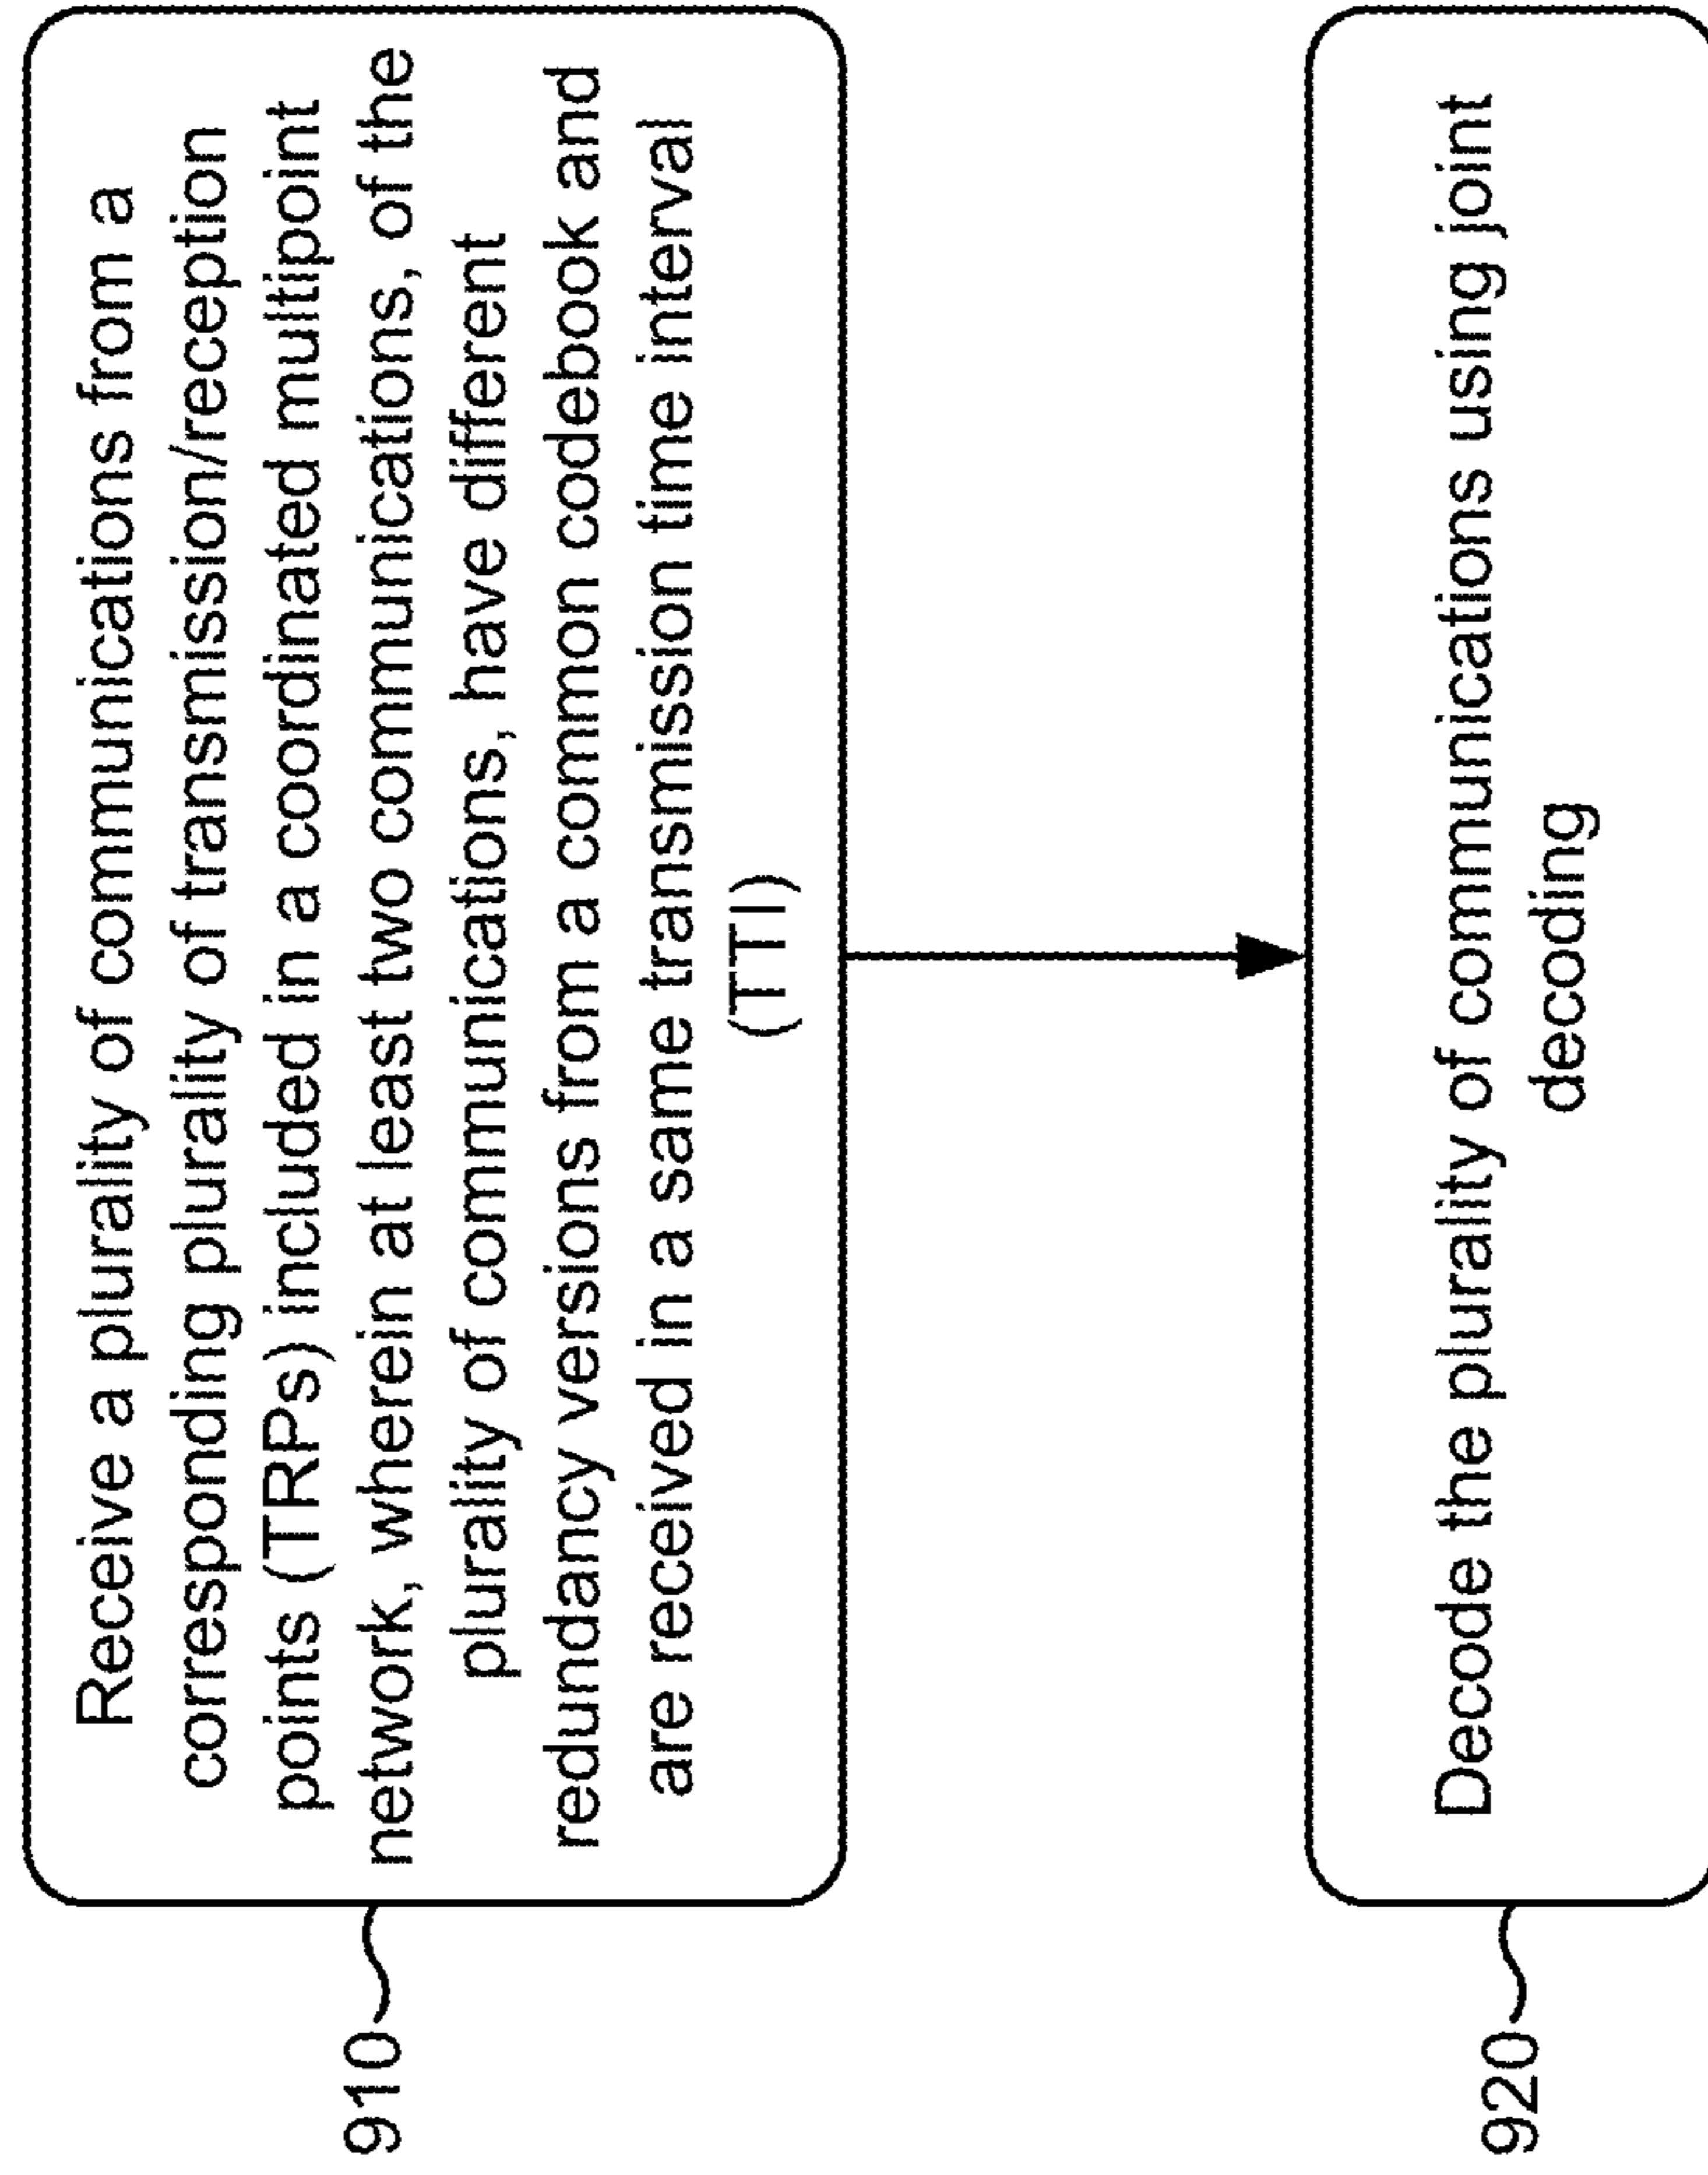 910
Receive a plurality of communications from a
corresponding plurality of transmission/reception
points (TRPs) included in a coordinated multipoint
network, wherein at least two communications, of the
plurality of communications, have different
redundancy versions from a common codebook and
are received in a same transmission time interval
(TTI)
920
Decode the plurality of communications using joint
decoding